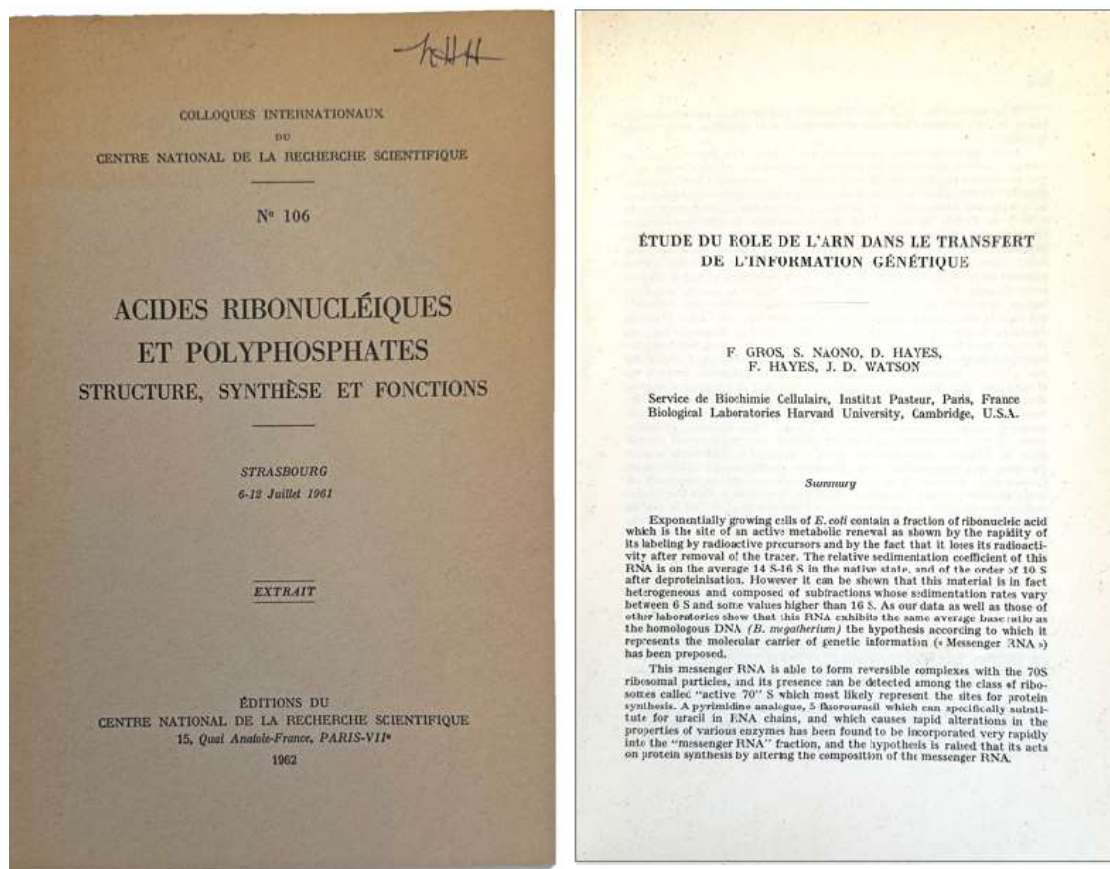 COLLOQUES INTERNATIONAUX
DU
CENTRE NATIONAL DE LA RECHERCHE SCIENTIFIQUE
Nº 106
ACIDES RIBONUCLÉIQUES
ET POLYPHOSPHATES
STRUCTURE, SYNTHÈSE ET FONCTIONS
STRASBOURG
6-12 Juillet 1961
EXTRAIT
ÉDITIONS DU
CENTRE NATIONAL DE LA RECHERCHE SCIENTIFIQUE
15, Quai Anatole-France, PARIS-VIIᵉ
1962
ÉTUDE DU ROLE DE L'ARN DANS LE TRANSFERT
DE L'INFORMATION GÉNÉTIQUE
F. GROS, S. NAONO, D. HAYES,
F. HAYES, J. D. WATSON
Service de Biochimie Cellulaire, Institut Pasteur, Paris, France
Biological Laboratories Harvard University, Cambridge, U.S.A.
Summary
Exponentially growing cells of E. coli contain a fraction of ribonucleic acid
which is the site of an active metabolic renewal as shown by the rapidity of
its labeling by radioactive precursors and by the fact that it loses its radioacti-
vity after removal of the tracer. The relative sedimentation coefficient of this
RNA is on the average 14 S-16 S in the native state, and of the order of 10 S
after deproteinisation. However it can be shown that this material is in fact
heterogeneous and composed of subfractions whose sedimentation rates vary
between 6 S and some values higher than 16 S. As our data as well as those of
other laboratories show that this RNA exhibits the same average base ratio as
the homologous DNA (B. megatherium) the hypothesis according to which it
represents the molecular carrier of genetic information (« Messenger RNA »)
has been proposed.
This messenger RNA is able to form reversible complexes with the 70S
ribosomal particles, and its presence can be detected among the class of ribo-
somes called "active 70" S which most likely represent the sites for protein
synthesis. A pyrimidine analogue, 5 fluorouracil which can specifically substi-
tute for uracil in RNA chains, and which causes rapid alterations in the
properties of various enzymes has been found to be incorporated very rapidly
into the "messenger RNA" fraction, and the hypothesis is raised that its acts
on protein synthesis by altering the composition of the messenger RNA.